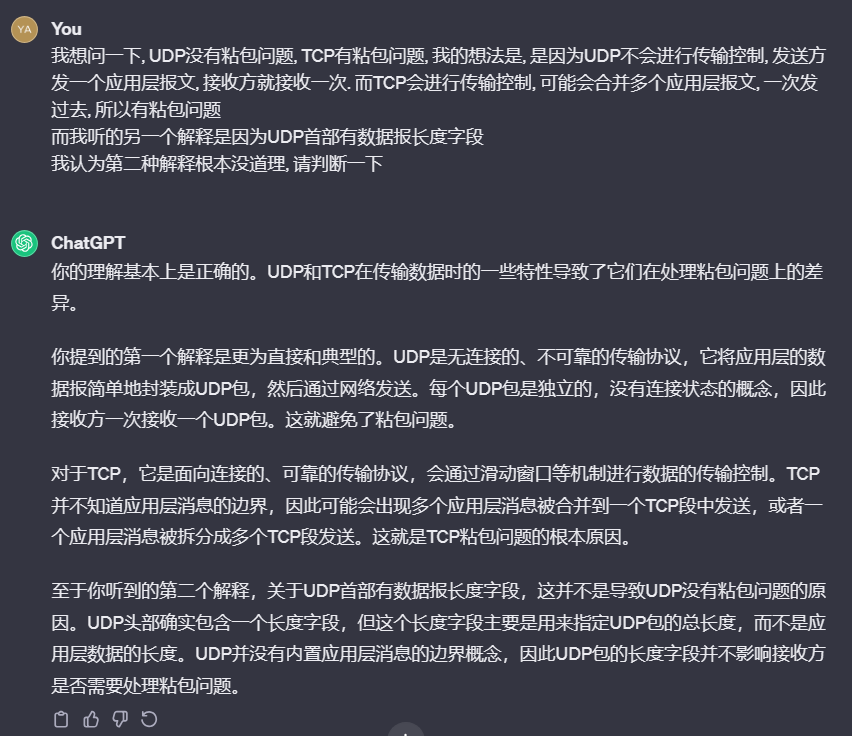 YA
You
我想问一下, UDP没有粘包问题, TCP有粘包问题, 我的想法是, 是因为UDP不会进行传输控制, 发送方
发一个应用层报文, 接收方就接收一次. 而TCP会进行传输控制, 可能会合并多个应用层报文, 一次发
过去, 所以有粘包问题
而我听的另一个解释是因为UDP首部有数据报长度字段
我认为第二种解释根本没道理, 请判断一下
ChatGPT
你的理解基本上是正确的。UDP和TCP在传输数据时的一些特性导致了它们在处理粘包问题上的差
异。
你提到的第一个解释是更为直接和典型的。UDP是无连接的、不可靠的传输协议，它将应用层的数
据报简单地封装成UDP包，然后通过网络发送。每个UDP包是独立的，没有连接状态的概念，因此
接收方一次接收一个UDP包。这就避免了粘包问题。
对于TCP，它是面向连接的、可靠的传输协议，会通过滑动窗口等机制进行数据的传输控制。TCP
并不知道应用层消息的边界，因此可能会出现多个应用层消息被合并到一个TCP段中发送，或者一
个应用层消息被拆分成多个TCP段发送。这就是TCP粘包问题的根本原因。
至于你听到的第二个解释，关于UDP首部有数据报长度字段，这并不是导致UDP没有粘包问题的原
因。UDP头部确实包含一个长度字段，但这个长度字段主要是用来指定UDP包的总长度，而不是应
用层数据的长度。UDP并没有内置应用层消息的边界概念，因此UDP包的长度字段并不影响接收方
是否需要处理粘包问题。